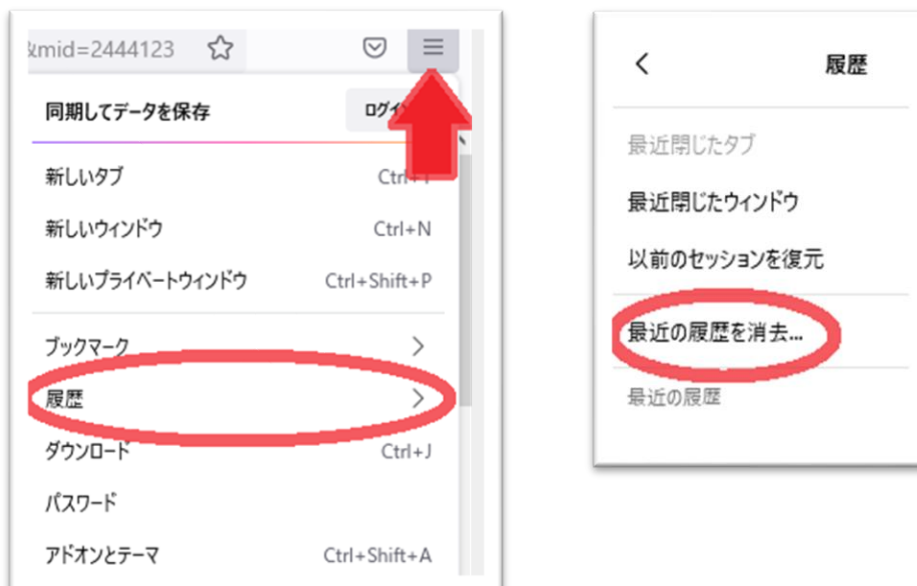 &mid=2444123
同期してデータを保存
新しいタブ
新しいウィンドウ Ctrl+N
新しいプライベートウィンドウ Ctrl+Shift+P
ブックマーク
履歴
ダウンロード Ctrl+J
パスワード
アドオンとテーマ Ctrl+Shift+A
履歴
最近閉じたタブ
最近閉じたウィンドウ
以前のセッションを復元
最近の履歴を消去...
最近の履歴